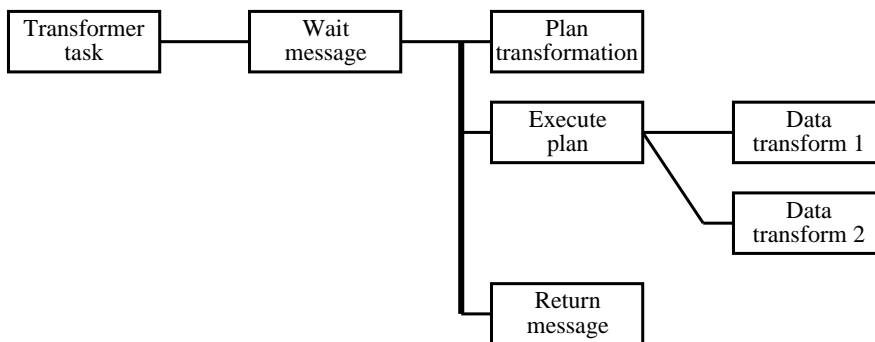 Transformer
task
Wait
message
Plan
transformation
Execute
plan
Data
transform 1
Data
transform 2
Return
message